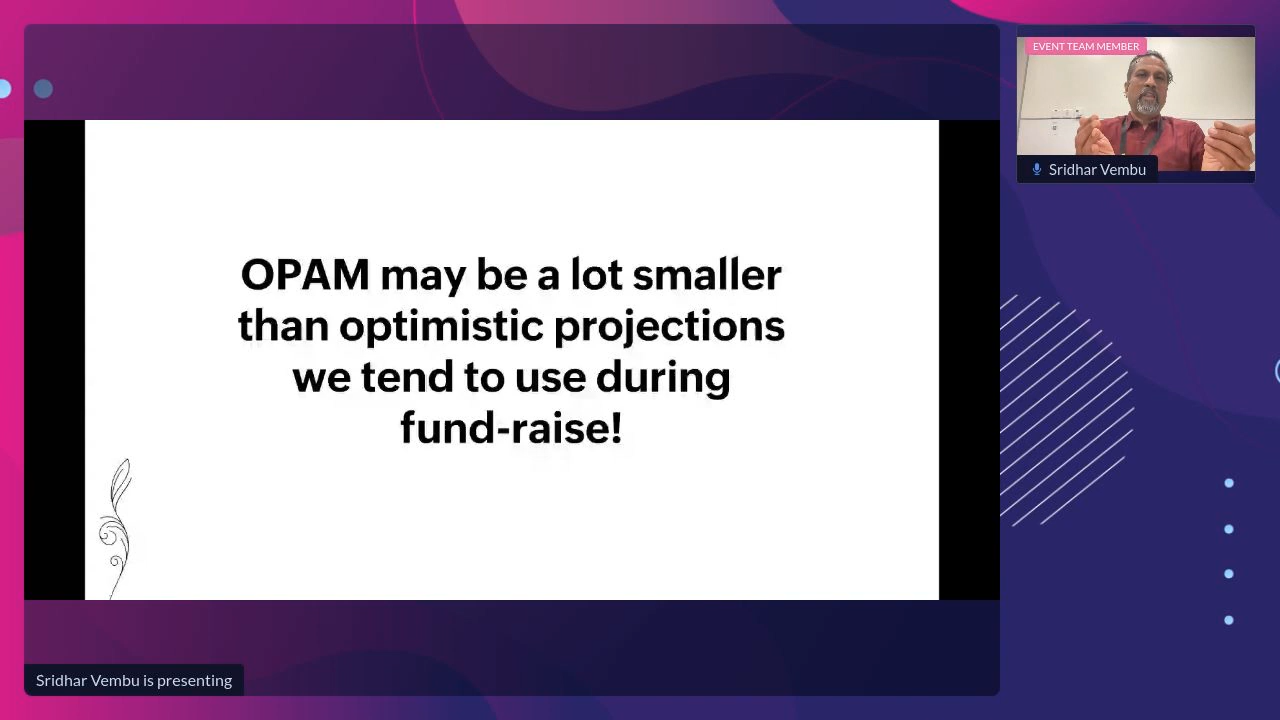 EVENT TEAM MEMBER
Sridhar Vembu
OPAM may be a lot smaller
than optimistic projections
we tend to use during
fund-raise!
Sridhar Vembu is presenting